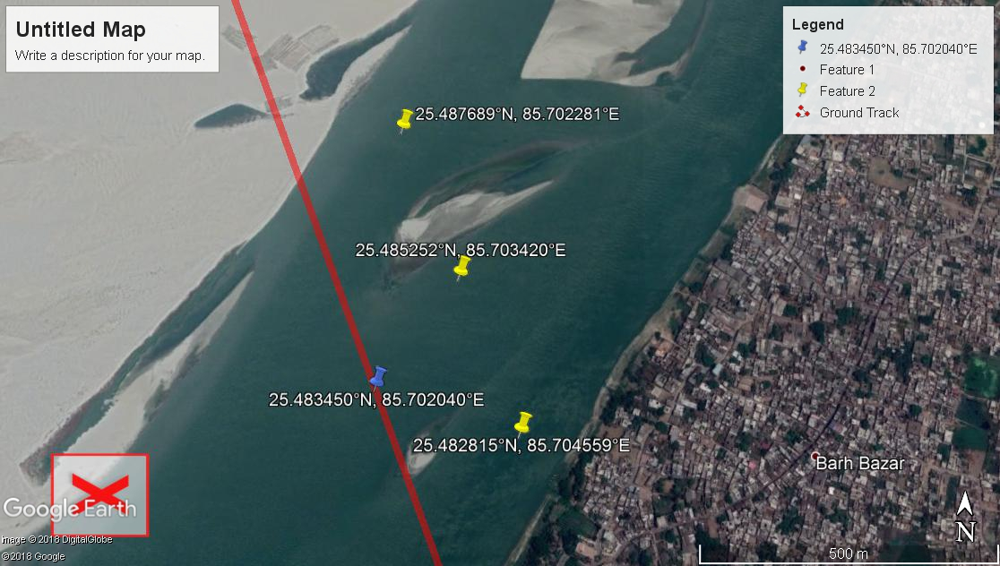 Untitled Map
Write a description for your map.
Legend
25.483450°N, 85.702040°E
Feature 1
Feature 2
Ground Track
25.487689°N, 85.702281°E
25.485252°N, 85.703420°E
25.483450°N, 85.702040°E
25.482815°N, 85.704559°E
Barh Bazar
Google Earth
Image © 2018 DigitalGlobe
©2018 Google
N
500 m